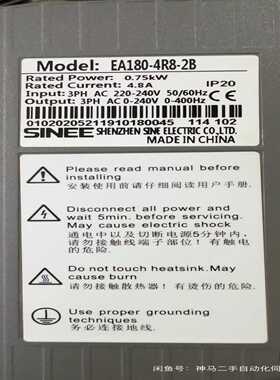 Model: EA180-4R8-2B
Rated Power: 0.75kW
Rated Current: 4.8A IP20
Input: 3PH AC 220-240V 50/60Hz
Output: 3PH AC 0-240V 0-400Hz
CE
01020205211910180045 114 102
SINEE SHENZHEN SINE ELECTRIC CO.,LTD
MADE IN CHINA
Please read manual before
installing
安装使用前请仔细阅读用户手册.
Disconnect all power and
wait 5min. before servicing.
May cause electric shock
通电中以及切断电源5分钟内,
请勿接触线端子部位! 有触电
的危险.
Do not touch heatsink.May
cause burn
请勿触摸散热器! 有烫伤的危险.
Use proper grounding
techniques
务必连接地线.
闲鱼号: 神马二手自动化伺